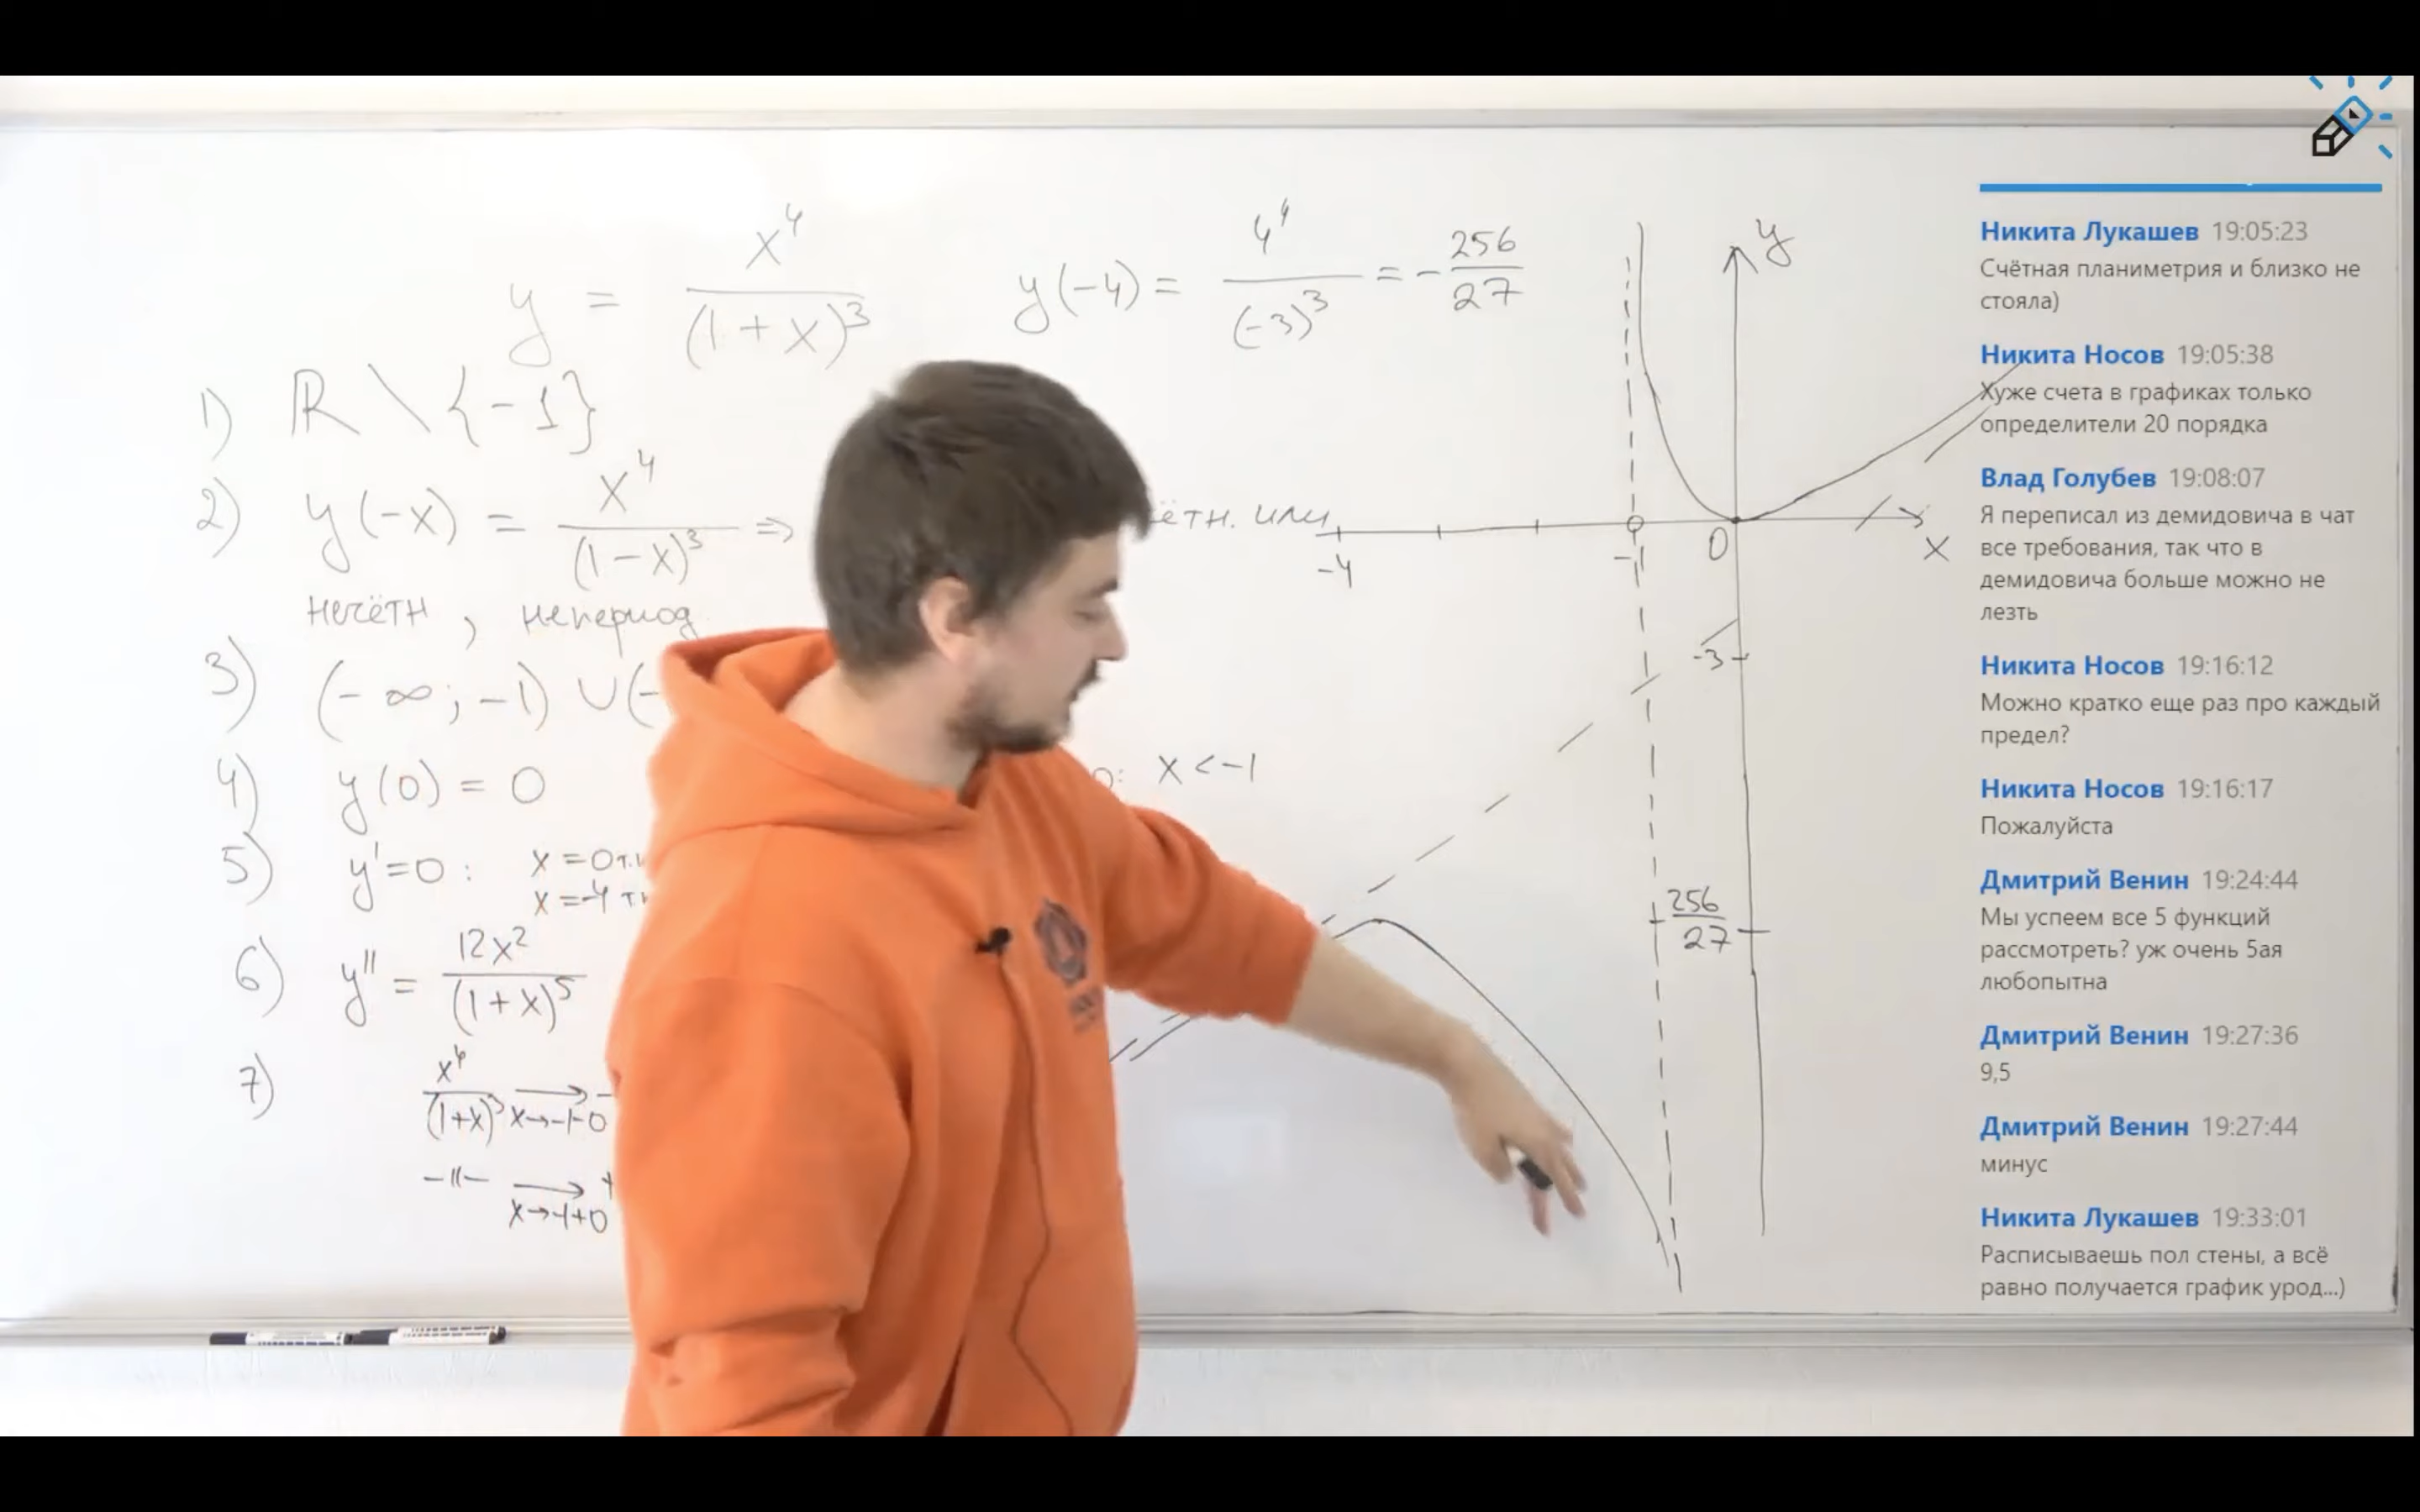 y = x⁴/(1+x)³
y(-4) = 4⁴/(-3)³ = -256/27
1) ℝ \ {-1}
2) y(-x) = x⁴/(1-x)³ ⇒ ётн. или
нечётн, непериод
3) (-∞; -1) ∪ (-
4) y(0) = 0
: x < -1
5) y'=0: x=0 т.
x=-4 т.
6) y'' = 12x²/(1+x)⁵
7) x⁴/(1+x)³ → x→-1-0 -
-"- → x→-1+0 +
y
x
0
-1
-4
-3
256/27
Никита Лукашев 19:05:23
Счётная планиметрия и близко не
стояла)
Никита Носов 19:05:38
Хуже счета в графиках только
определители 20 порядка
Влад Голубев 19:08:07
Я переписал из демидовича в чат
все требования, так что в
демидовича больше можно не
лезть
Никита Носов 19:16:12
Можно кратко еще раз про каждый
предел?
Никита Носов 19:16:17
Пожалуйста
Дмитрий Венин 19:24:44
Мы успеем все 5 функций
рассмотреть? уж очень 5ая
любопытна
Дмитрий Венин 19:27:36
9,5
Дмитрий Венин 19:27:44
минус
Никита Лукашев 19:33:01
Расписываешь пол стены, а всё
равно получается график урод...)